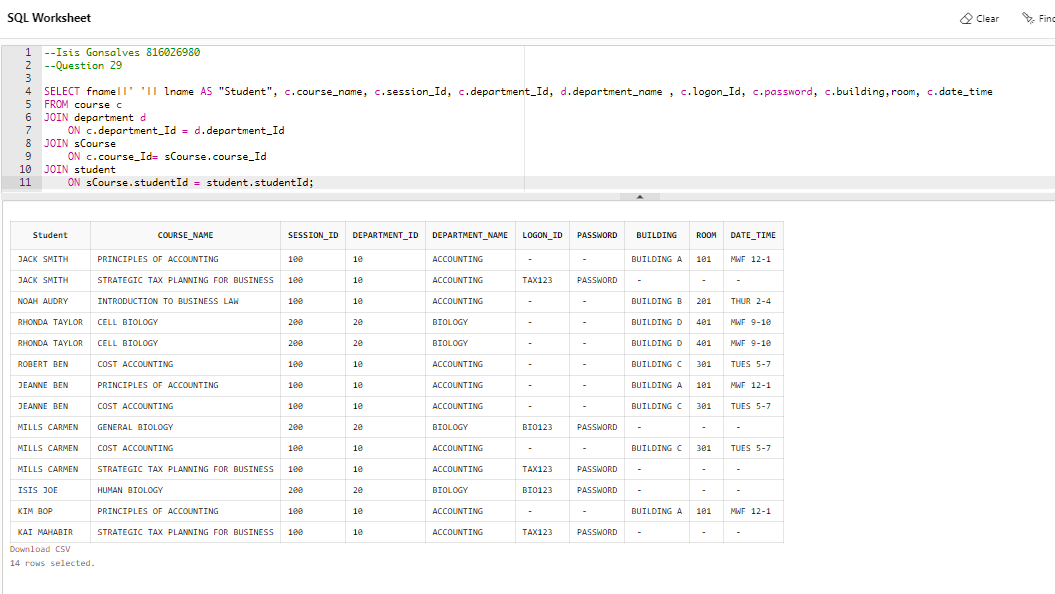 SQL Worksheet
Clear
Find
1 --Isis Gonsalves 816026980
2 --Question 29
3
4 SELECT fname||' '|| lname AS "Student", c.course_name, c.session_Id, c.department_Id, d.department_name , c.logon_Id, c.password, c.building,room, c.date_time
5 FROM course c
6 JOIN department d
7 ON c.department_Id = d.department_Id
8 JOIN sCourse
9 ON c.course_Id= sCourse.course_Id
10 JOIN student
11 ON sCourse.studentId = student.studentId;
Student COURSE_NAME SESSION_ID DEPARTMENT_ID DEPARTMENT_NAME LOGON_ID PASSWORD BUILDING ROOM DATE_TIME
JACK SMITH PRINCIPLES OF ACCOUNTING 100 10 ACCOUNTING - - BUILDING A 101 MWF 12-1
JACK SMITH STRATEGIC TAX PLANNING FOR BUSINESS 100 10 ACCOUNTING TAX123 PASSWORD - - -
NOAH AUDRY INTRODUCTION TO BUSINESS LAW 100 10 ACCOUNTING - - BUILDING B 201 THUR 2-4
RHONDA TAYLOR CELL BIOLOGY 200 20 BIOLOGY - - BUILDING D 401 MWF 9-10
RHONDA TAYLOR CELL BIOLOGY 200 20 BIOLOGY - - BUILDING D 401 MWF 9-10
ROBERT BEN COST ACCOUNTING 100 10 ACCOUNTING - - BUILDING C 301 TUES 5-7
JEANNE BEN PRINCIPLES OF ACCOUNTING 100 10 ACCOUNTING - - BUILDING A 101 MWF 12-1
JEANNE BEN COST ACCOUNTING 100 10 ACCOUNTING - - BUILDING C 301 TUES 5-7
MILLS CARMEN GENERAL BIOLOGY 200 20 BIOLOGY BIO123 PASSWORD - - -
MILLS CARMEN COST ACCOUNTING 100 10 ACCOUNTING - - BUILDING C 301 TUES 5-7
MILLS CARMEN STRATEGIC TAX PLANNING FOR BUSINESS 100 10 ACCOUNTING TAX123 PASSWORD - - -
ISIS JOE HUMAN BIOLOGY 200 20 BIOLOGY BIO123 PASSWORD - - -
KIM BOP PRINCIPLES OF ACCOUNTING 100 10 ACCOUNTING - - BUILDING A 101 MWF 12-1
KAI MAHABIR STRATEGIC TAX PLANNING FOR BUSINESS 100 10 ACCOUNTING TAX123 PASSWORD - - -
Download CSV
14 rows selected.